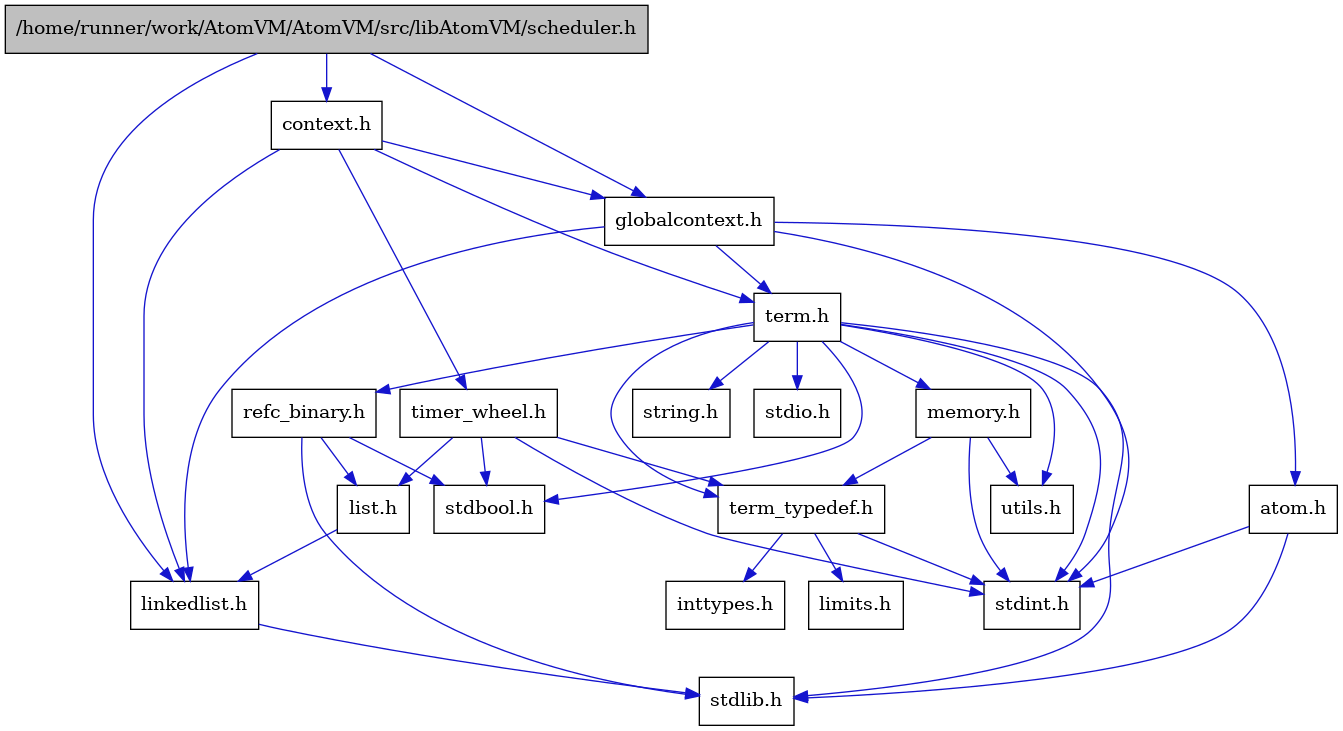 /home/runner/work/AtomVM/AtomVM/src/libAtomVM/scheduler.h
context.h
globalcontext.h
term.h
refc_binary.h
timer_wheel.h
string.h
stdio.h
memory.h
list.h
stdbool.h
term_typedef.h
utils.h
atom.h
linkedlist.h
inttypes.h
limits.h
stdint.h
stdlib.h